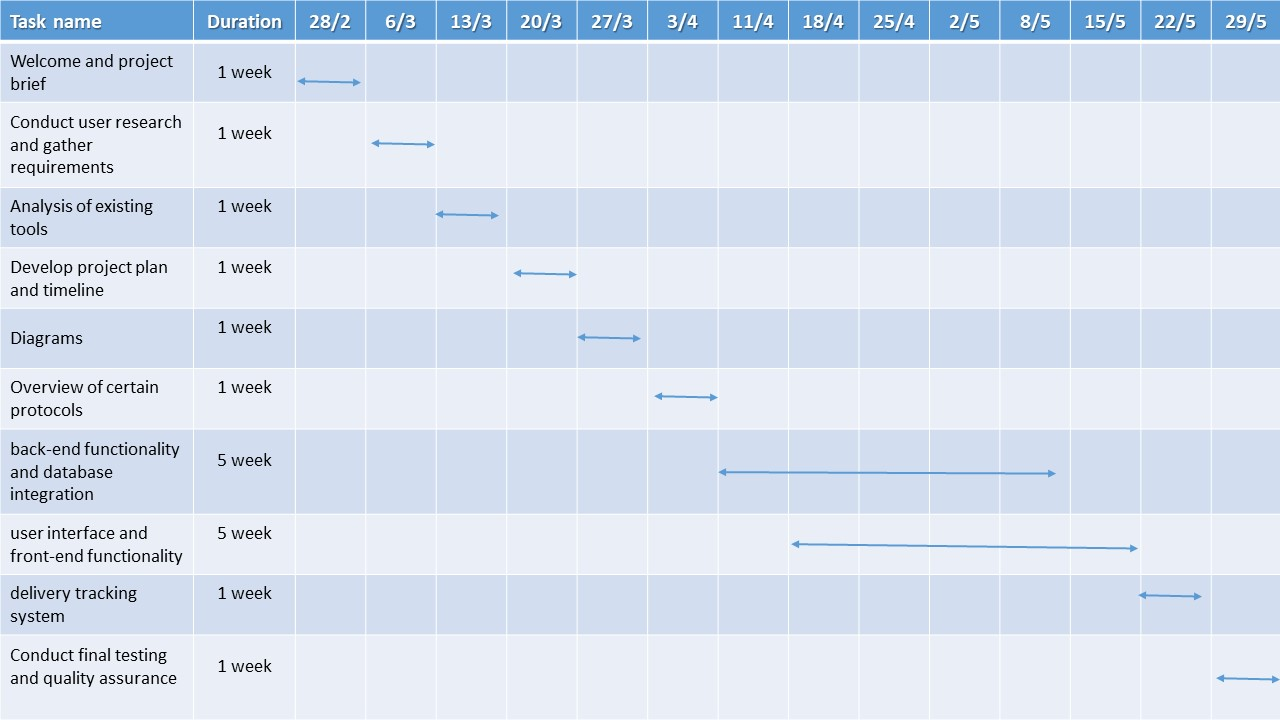 Task name Duration 28/2 6/3 13/3 20/3 27/3 3/4 11/4 18/4 25/4 2/5 8/5 15/5 22/5 29/5
Welcome and project
brief
1 week
Conduct user research
and gather
requirements
1 week
Analysis of existing
tools
1 week
Develop project plan
and timeline
1 week
Diagrams
1 week
Overview of certain
protocols
1 week
back-end functionality
and database
integration
5 week
user interface and
front-end functionality
5 week
delivery tracking
system
1 week
Conduct final testing
and quality assurance
1 week